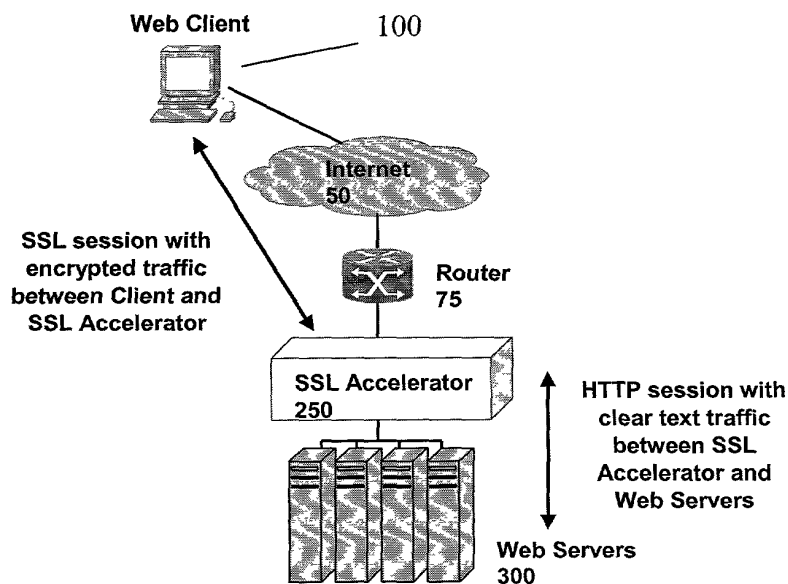 Web Client
100
Internet
50
SSL session with
encrypted traffic
between Client and
SSL Accelerator
Router
75
SSL Accelerator
250
HTTP session with
clear text traffic
between SSL
Accelerator and
Web Servers
Web Servers
300